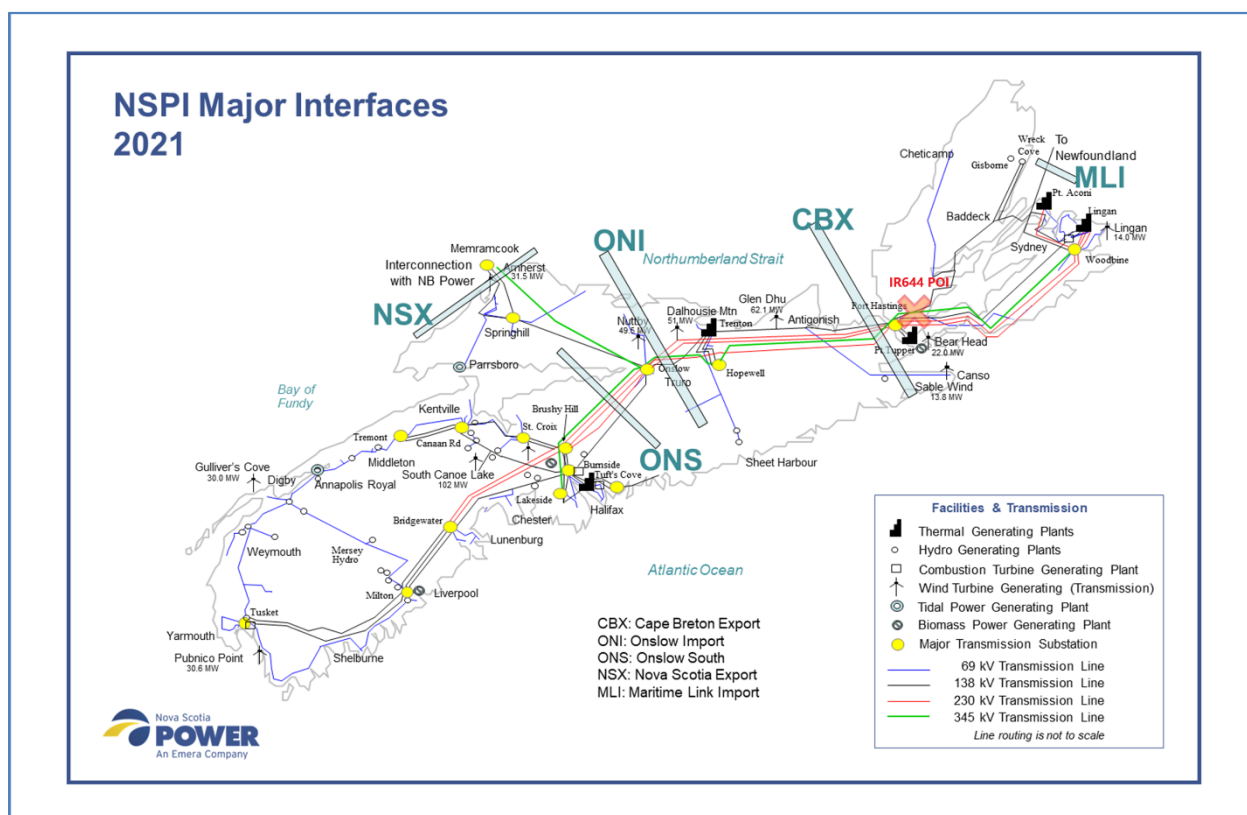 NSPI Major Interfaces
2021
Wreck
Cove
To
Newfoundland
Gisborne
Cheticamp
MLI
Pt. Aconi
Lingan
Lingan
14.0 MW
Baddeck
Sydney
Woodbine
CBX
ONI
Northumberland Strait
Memramcook
Interconnection
with NB Power
Amherst
31.5 MW
NSX
Springhill
Parrsboro
Nuttby
49.5 MW
Dalhousie Mtn
51 MW
Trenton
Glen Dhu
62.1 MW
Antigonish
IR644 POI
Port Hastings
Pt. Tupper
Bear Head
22.0 MW
Canso
Sable Wind
13.8 MW
Onslow
Truro
Hopewell
Sheet Harbour
Bay of
Fundy
Kentville
Brushy Hill
St. Croix
Tremont
Canaan Rd
ONS
Middleton
South Canoe Lake
102 MW
Burnside
Tuft's Cove
Gulliver's Cove
30.0 MW
Digby
Annapolis Royal
Lakeside
Halifax
Chester
Bridgewater
Lunenburg
Weymouth
Mersey
Hydro
Atlantic Ocean
Milton
Liverpool
Tusket
Yarmouth
Pubnico Point
30.6 MW
Shelburne
CBX: Cape Breton Export
ONI: Onslow Import
ONS: Onslow South
NSX: Nova Scotia Export
MLI: Maritime Link Import
Facilities & Transmission
Thermal Generating Plants
Hydro Generating Plants
Combustion Turbine Generating Plant
Wind Turbine Generating (Transmission)
Tidal Power Generating Plant
Biomass Power Generating Plant
Major Transmission Substation
69 kV Transmission Line
138 kV Transmission Line
230 kV Transmission Line
345 kV Transmission Line
Line routing is not to scale
Nova Scotia
POWER
An Emera Company